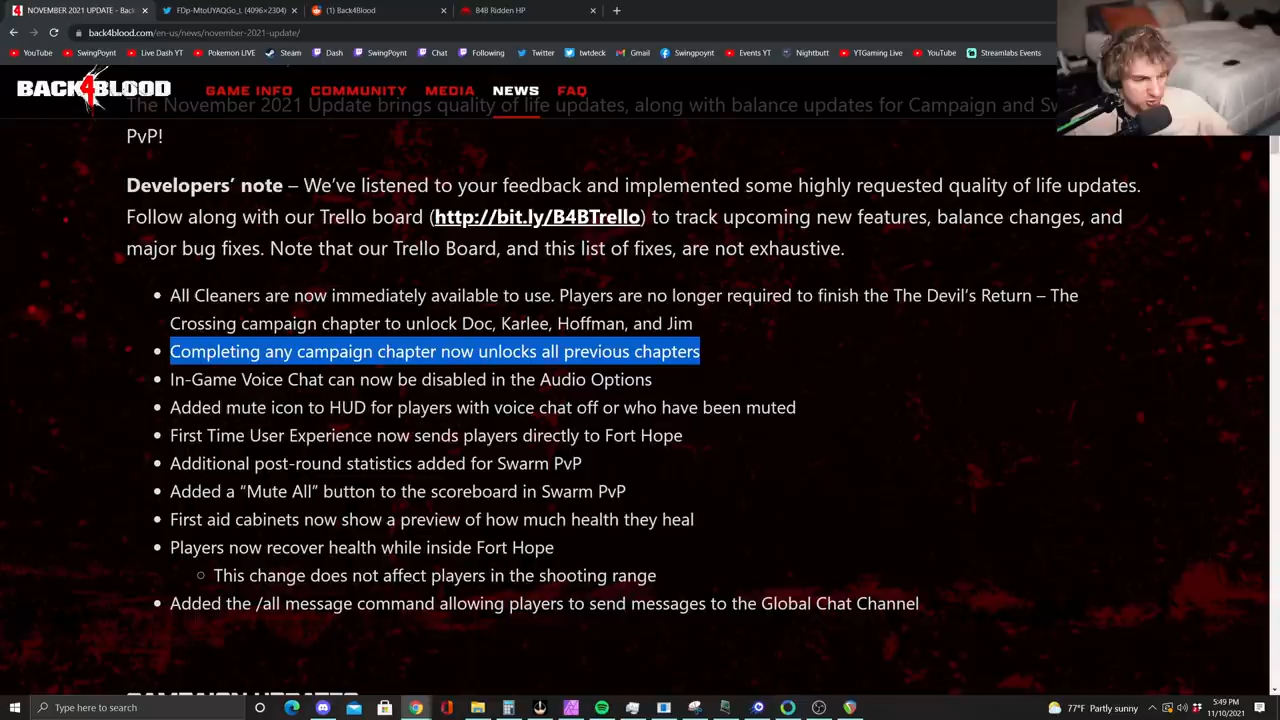 NOVEMBER 2021 UPDATE - Back
FDp-MtoUYAQGo_L (4096×2304)
(1) Back4Blood
B4B Ridden HP
back4blood.com/en-us/news/november-2021-update/
YouTube SwingPoynt Live Dash YT Pokemon LIVE Steam Dash SwingPoynt Chat Following Twitter twtdeck Gmail Swingpoynt Events YT Nightbutt YTGaming Live YouTube Streamlabs Events
BACK4BLOOD GAME INFO COMMUNITY MEDIA NEWS FAQ
The November 2021 Update brings quality of life updates, along with balance updates for Campaign and Sw
PvP!
Developers’ note – We’ve listened to your feedback and implemented some highly requested quality of life updates.
Follow along with our Trello board (http://bit.ly/B4BTrello) to track upcoming new features, balance changes, and
major bug fixes. Note that our Trello Board, and this list of fixes, are not exhaustive.
• All Cleaners are now immediately available to use. Players are no longer required to finish the The Devil’s Return – The
Crossing campaign chapter to unlock Doc, Karlee, Hoffman, and Jim
• Completing any campaign chapter now unlocks all previous chapters
• In-Game Voice Chat can now be disabled in the Audio Options
• Added mute icon to HUD for players with voice chat off or who have been muted
• First Time User Experience now sends players directly to Fort Hope
• Additional post-round statistics added for Swarm PvP
• Added a “Mute All” button to the scoreboard in Swarm PvP
• First aid cabinets now show a preview of how much health they heal
• Players now recover health while inside Fort Hope
○ This change does not affect players in the shooting range
• Added the /all message command allowing players to send messages to the Global Chat Channel
CAMPAIGN UPDATES
Type here to search
77°F Partly sunny
5:49 PM
11/10/2021